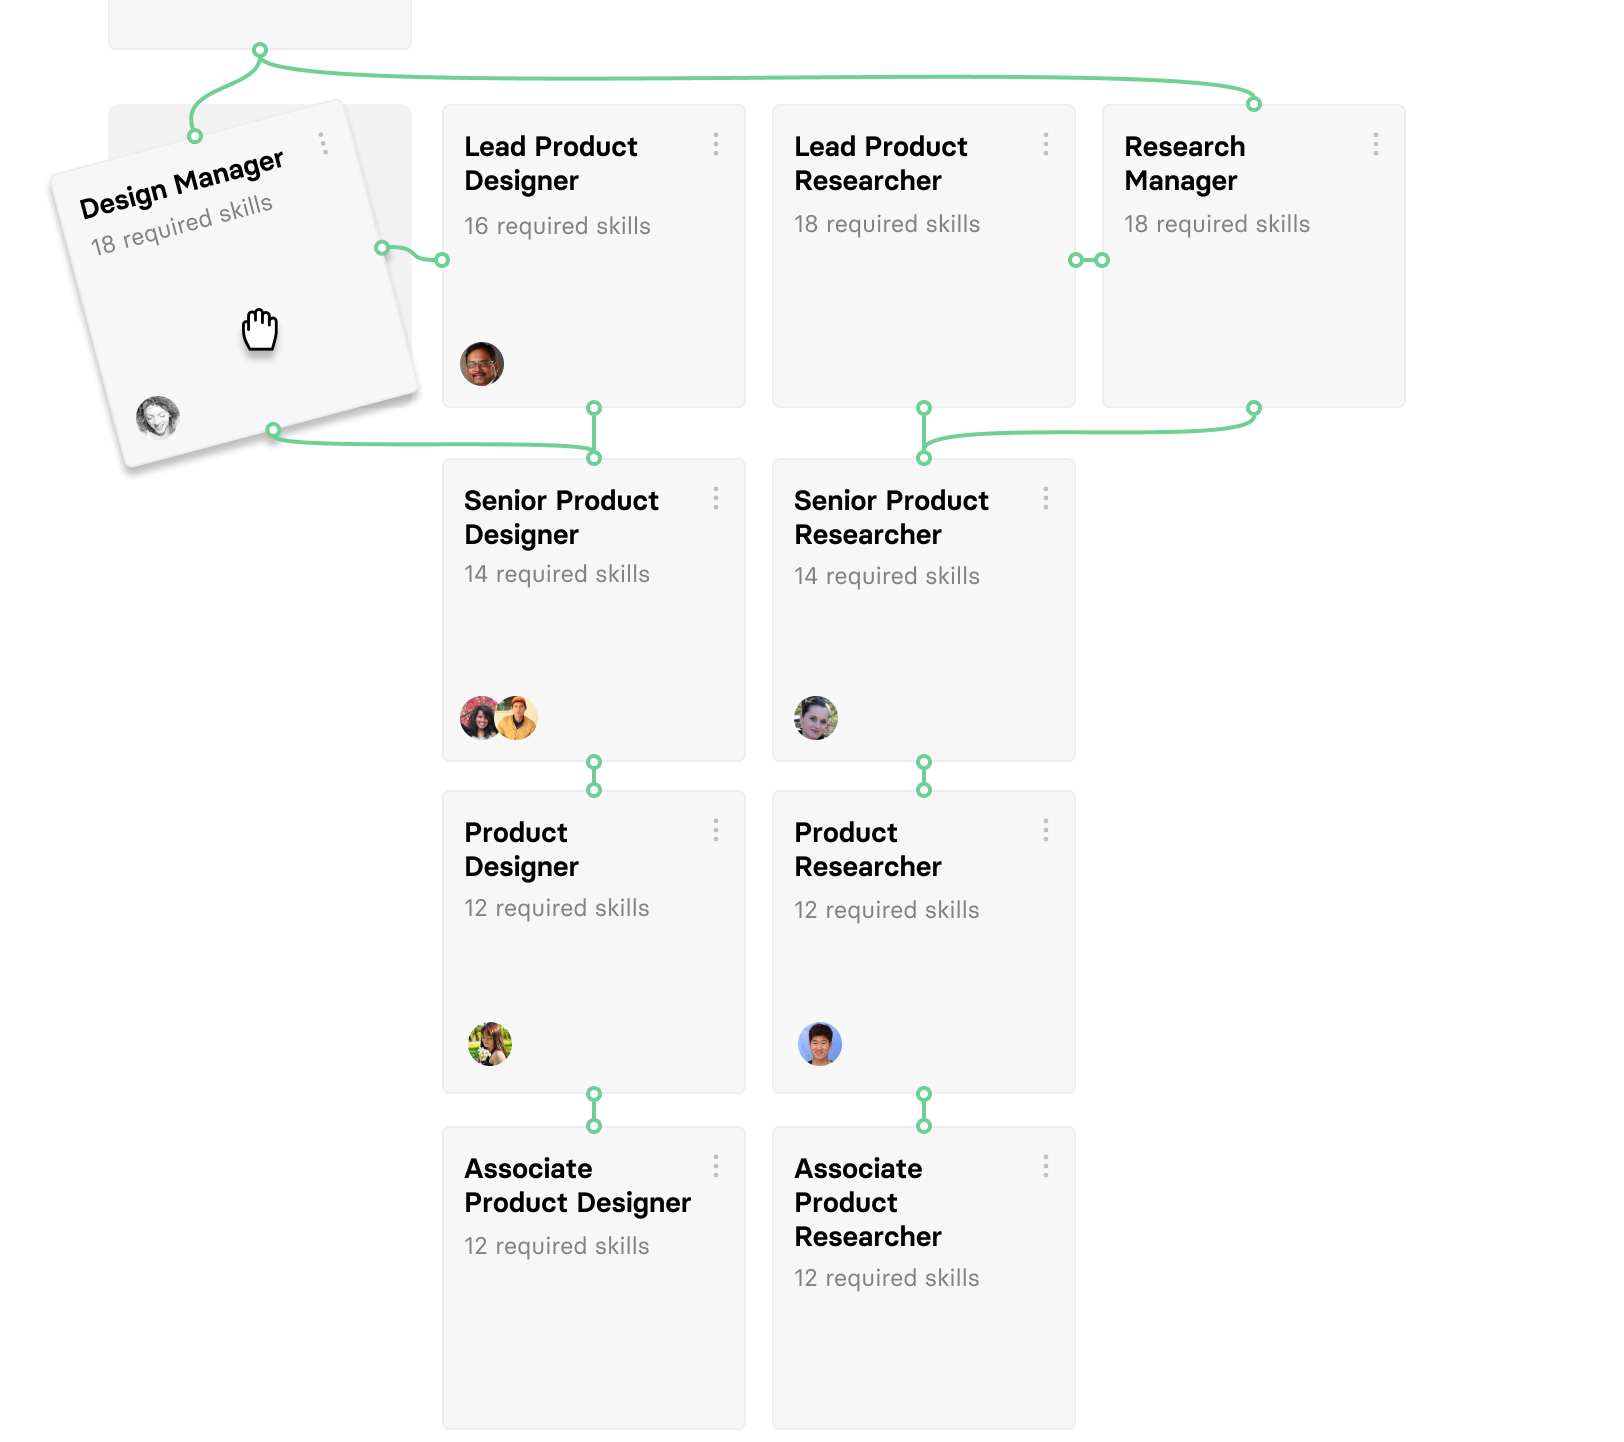 Design Manager
18 required skills
Lead Product
Designer
16 required skills
Lead Product
Researcher
18 required skills
Research
Manager
18 required skills
Senior Product
Designer
14 required skills
Senior Product
Researcher
14 required skills
Product
Designer
12 required skills
Product
Researcher
12 required skills
Associate
Product Designer
12 required skills
Associate
Product
Researcher
12 required skills